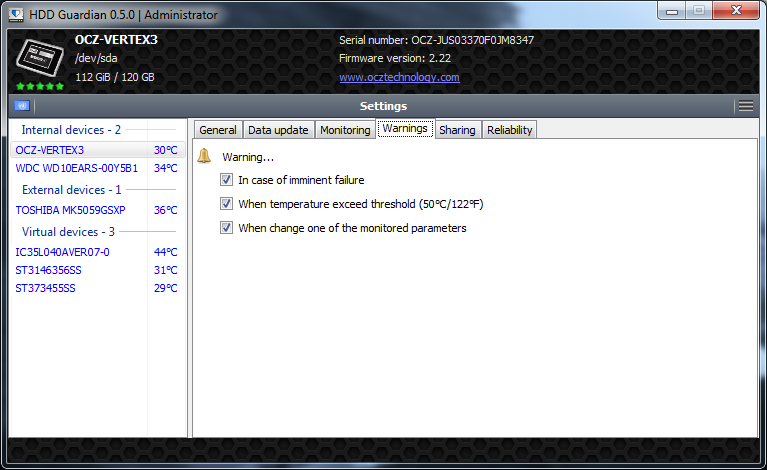 HDD Guardian 0.5.0 | Administrator
OCZ-VERTEX3
/dev/sda
112 GiB / 120 GB
Serial number: OCZ-JUS03370F0JM8347
Firmware version: 2.22
www.ocztechnology.com
Settings
Internal devices - 2
OCZ-VERTEX3 30°C
WDC WD10EARS-00Y5B1 34°C
External devices - 1
TOSHIBA MK5059GSXP 36°C
Virtual devices - 3
IC35L040AVER07-0 44°C
ST3146356SS 31°C
ST373455SS 29°C
General Data update Monitoring Warnings Sharing Reliability
Warning...
In case of imminent failure
When temperature exceed threshold (50°C/122°F)
When change one of the monitored parameters